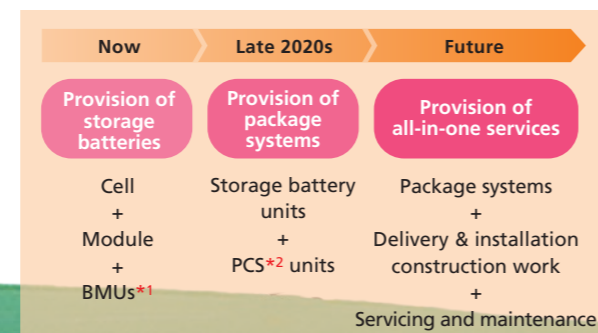 Now
Late 2020s
Future
Provision of
storage
batteries
Provision of
package
systems
Provision of
all-in-one services
Cell
+
Module
+
BMUs*1
Storage battery
units
+
PCS*2 units
Package systems
+
Delivery & installation
construction work
+
Servicing and maintenance